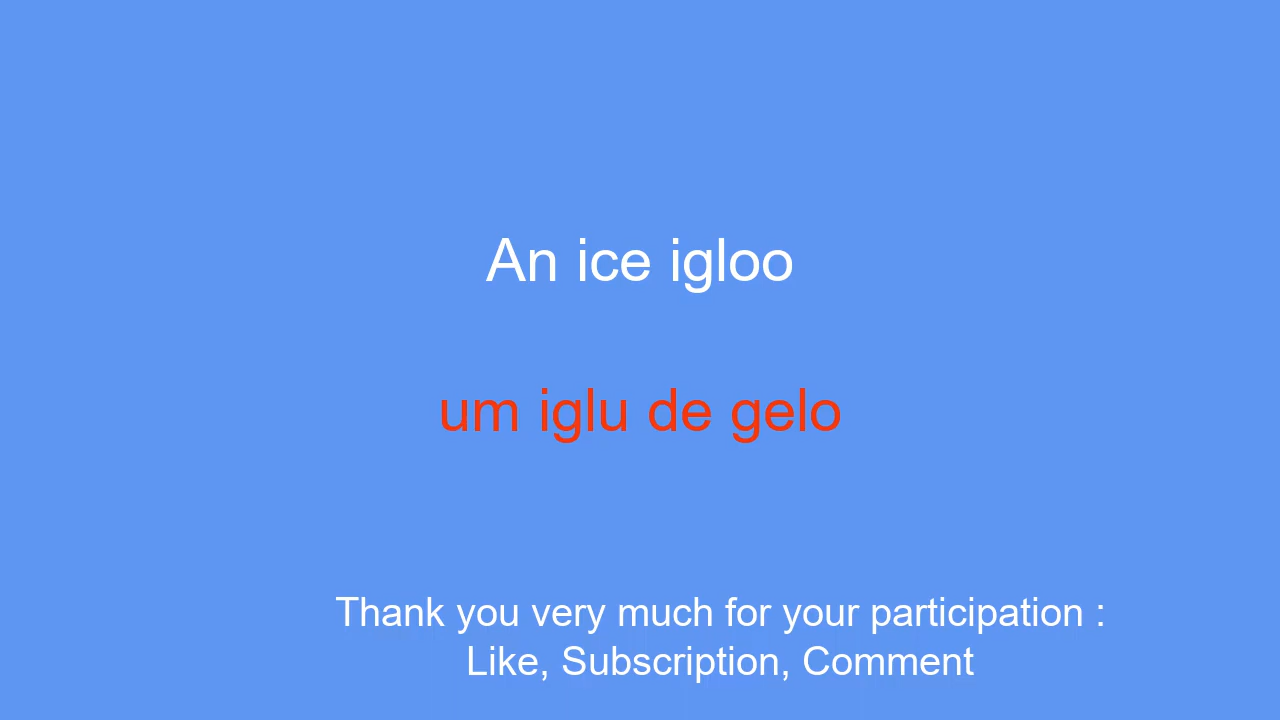 An ice igloo
um iglu de gelo
Thank you very much for your participation :
Like, Subscription, Comment